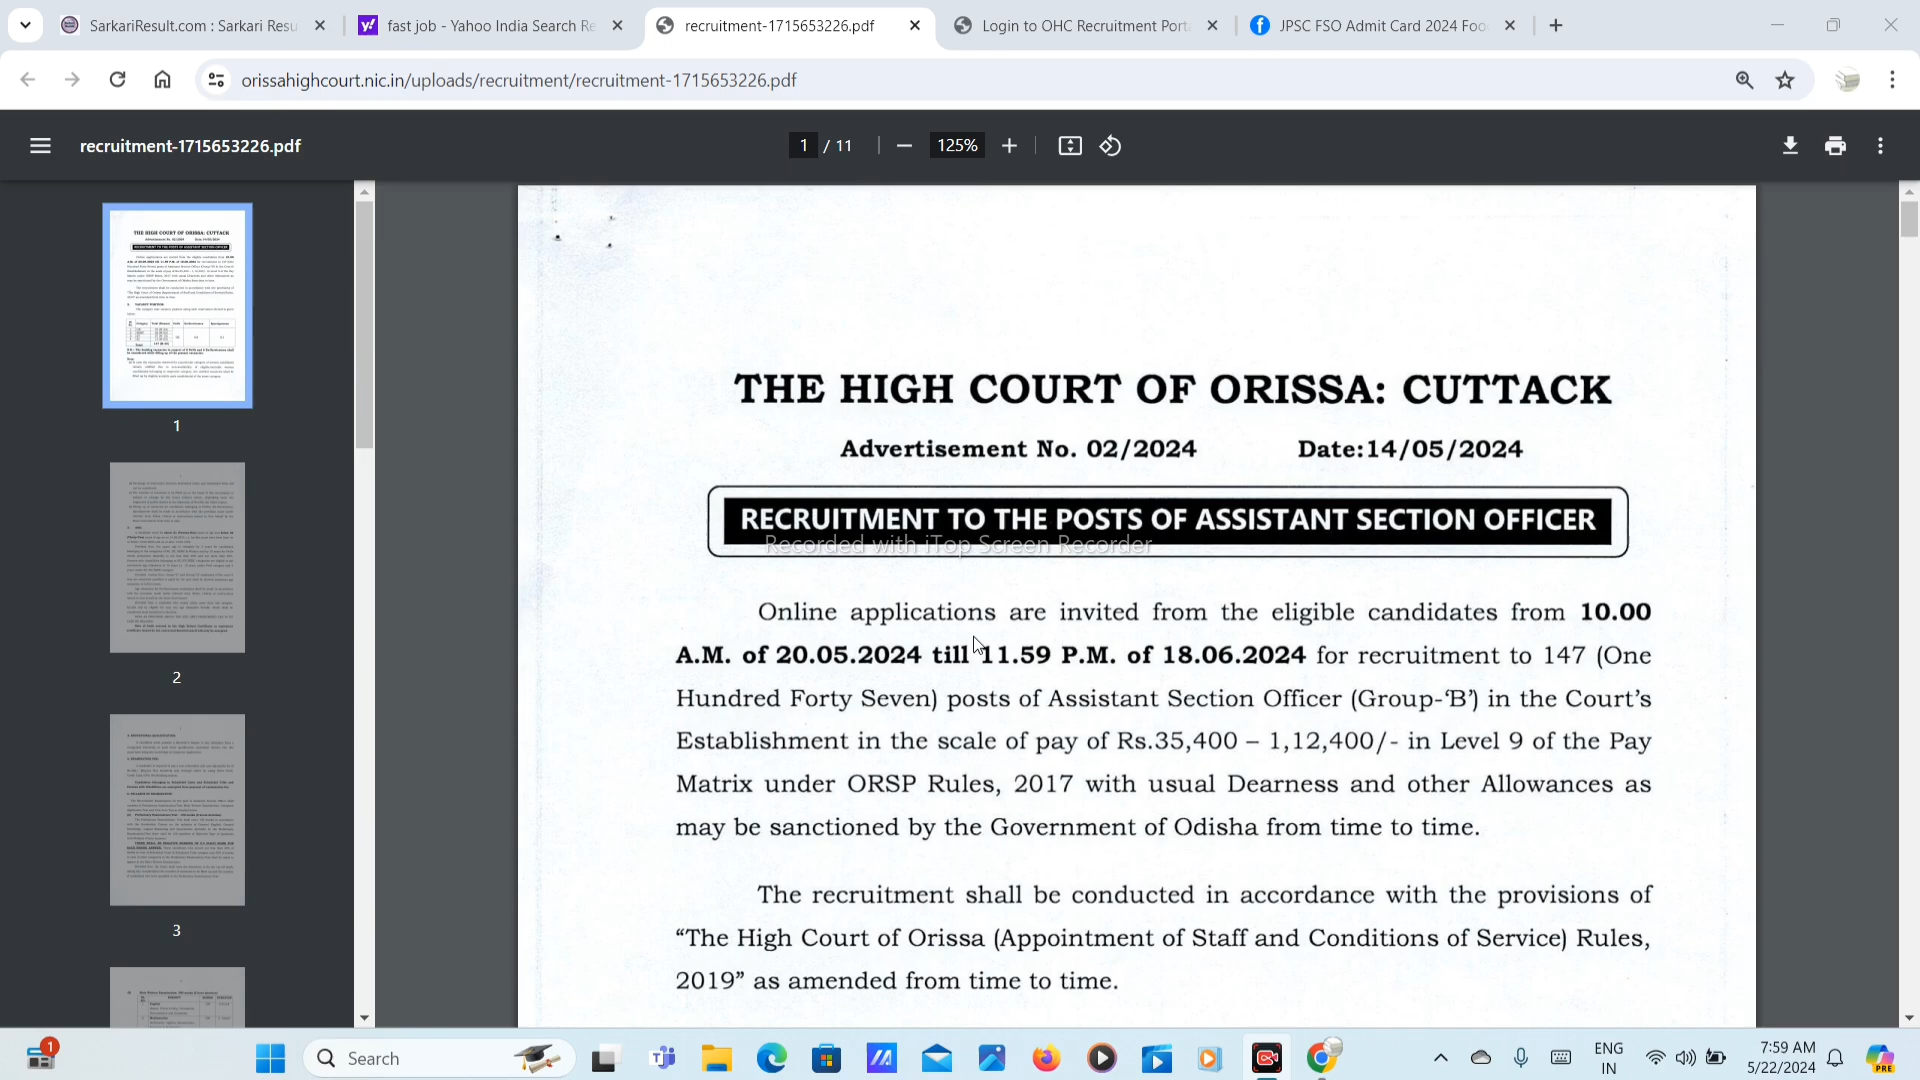 SarkariResult.com : Sarkari Resu
fast job - Yahoo India Search Re
recruitment-1715653226.pdf
Login to OHC Recruitment Porta
JPSC FSO Admit Card 2024 Foo
orissahighcourt.nic.in/uploads/recruitment/recruitment-1715653226.pdf
recruitment-1715653226.pdf
1 / 11
125%
1
2
3
THE HIGH COURT OF ORISSA: CUTTACK
Advertisement No. 02/2024 Date:14/05/2024
RECRUITMENT TO THE POSTS OF ASSISTANT SECTION OFFICER
Recorded with iTop Screen Recorder
Online applications are invited from the eligible candidates from 10.00
A.M. of 20.05.2024 till 11.59 P.M. of 18.06.2024 for recruitment to 147 (One
Hundred Forty Seven) posts of Assistant Section Officer (Group-'B') in the Court's
Establishment in the scale of pay of Rs.35,400 – 1,12,400/- in Level 9 of the Pay
Matrix under ORSP Rules, 2017 with usual Dearness and other Allowances as
may be sanctioned by the Government of Odisha from time to time.
The recruitment shall be conducted in accordance with the provisions of
“The High Court of Orissa (Appointment of Staff and Conditions of Service) Rules,
2019” as amended from time to time.
1
Search
ENG
IN
7:59 AM
5/22/2024
PRE